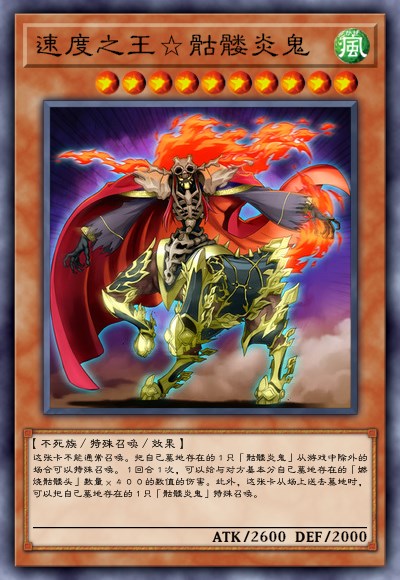 速度之王☆骷髅炎鬼
風
【不死族/特殊召唤/效果】
这张卡不能通常召唤。把自己墓地存在的1只「骷髅炎鬼」从游戏中除外的
场合可以特殊召唤。1回合1次，可以给与对方基本分自己墓地存在的「燃
烧骷髅头」数量×400的数值的伤害。此外，这张卡从场上送去墓地时，
可以把自己墓地存在的1只「骷髅炎鬼」特殊召唤。
ATK/2600 DEF/2000